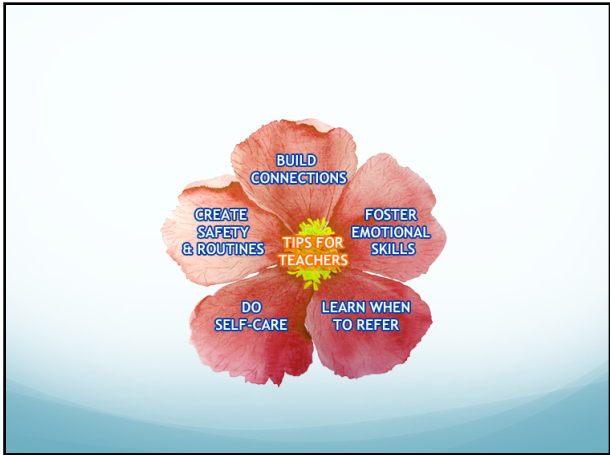 BUILD
CONNECTIONS
CREATE
SAFETY
& ROUTINES
FOSTER
EMOTIONAL
SKILLS
TIPS FOR
TEACHERS
DO
SELF-CARE
LEARN WHEN
TO REFER